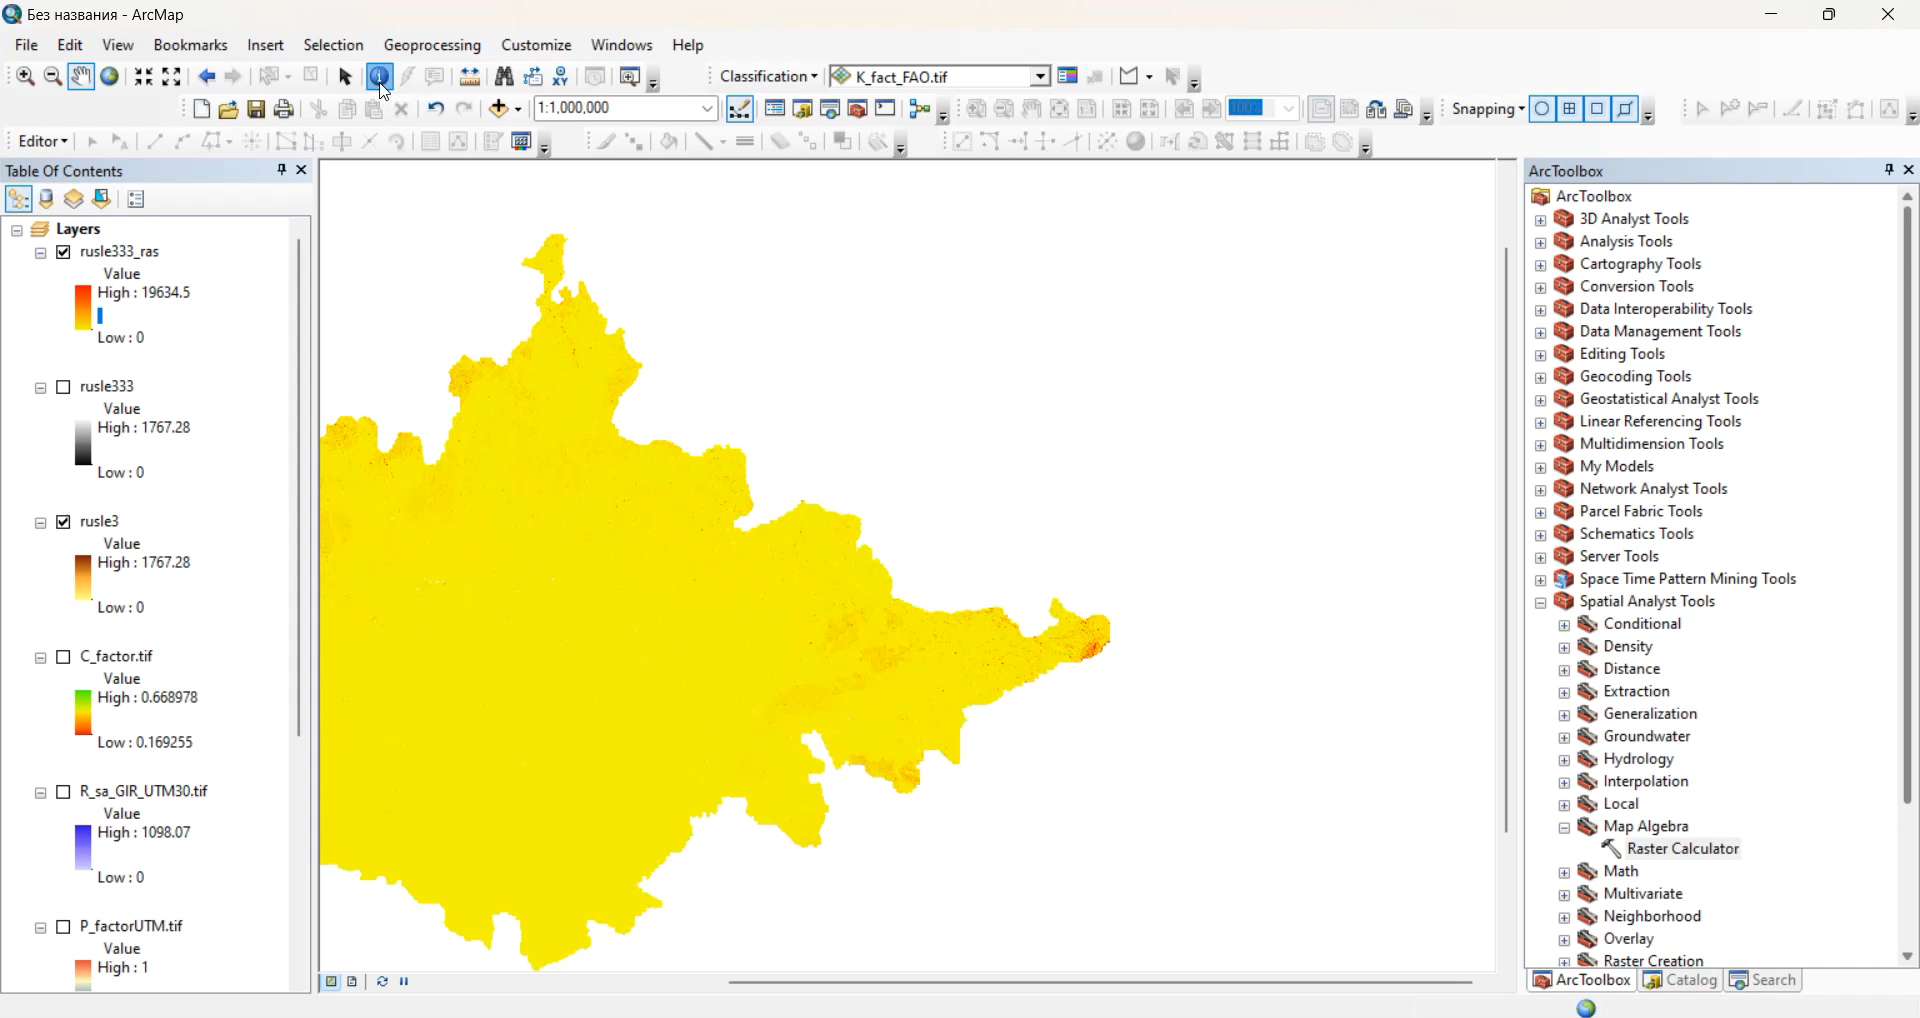 Без названия - ArcMap
File Edit View Bookmarks Insert Selection Geoprocessing Customize Windows Help
Classification K_fact_FAO.tif
1:1,000,000 100% Snapping
Editor
Table Of Contents
Layers
rusle333_ras
Value
High : 19634.5
Low : 0
rusle333
Value
High : 1767.28
Low : 0
rusle3
Value
High : 1767.28
Low : 0
C_factor.tif
Value
High : 0.668978
Low : 0.169255
R_sa_GIR_UTM30.tif
Value
High : 1098.07
Low : 0
P_factorUTM.tif
Value
High : 1
ArcToolbox
ArcToolbox
3D Analyst Tools
Analysis Tools
Cartography Tools
Conversion Tools
Data Interoperability Tools
Data Management Tools
Editing Tools
Geocoding Tools
Geostatistical Analyst Tools
Linear Referencing Tools
Multidimension Tools
My Models
Network Analyst Tools
Parcel Fabric Tools
Schematics Tools
Server Tools
Space Time Pattern Mining Tools
Spatial Analyst Tools
Conditional
Density
Distance
Extraction
Generalization
Groundwater
Hydrology
Interpolation
Local
Map Algebra
Raster Calculator
Math
Multivariate
Neighborhood
Overlay
Raster Creation
ArcToolbox Catalog Search